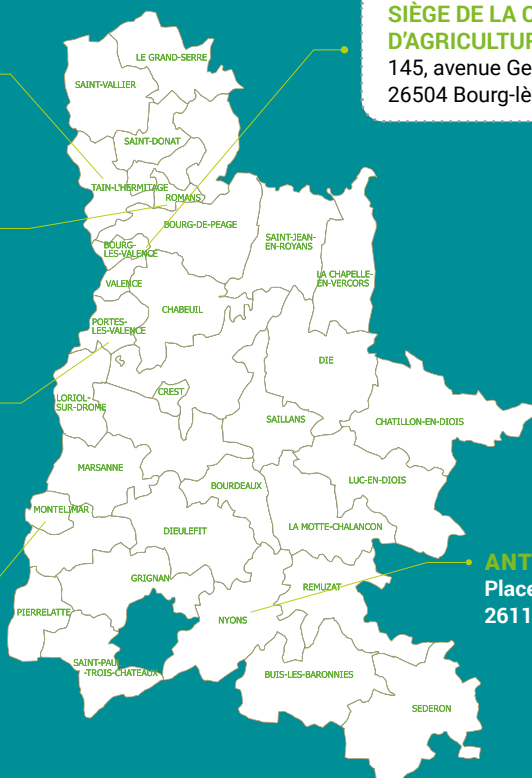 SIÈGE DE LA
D'AGRICULTUR
145, avenue
26504 Bourg-lè
LE GRAND-SERRE
SAINT-VALLIER
SAINT-DONAT
TAIN-L'HERMITAGE
ROMANS
BOURG-DE-PEAGE
SAINT-JEAN-
EN-ROYANS
BOURG-
LES-VALENCE
LA CHAPELLE-
EN-VERCORS
VALENCE
CHABEUIL
PORTES-
LES-VALENCE
DIE
CREST
LORIOL-
SUR-DROME
SAILLANS
CHATILLON-EN-DIOIS
MARSANNE
LUC-EN-DIOIS
BOURDEAUX
MONTELIMAR
DIEULEFIT
LA MOTTE-CHALANCON
ANT
Place
2611
GRIGNAN
REMUZAT
PIERRELATTE
NYONS
SAINT-PAUL
-TROIS-CHATEAUX
BUIS-LES-BARONNIES
SEDERON